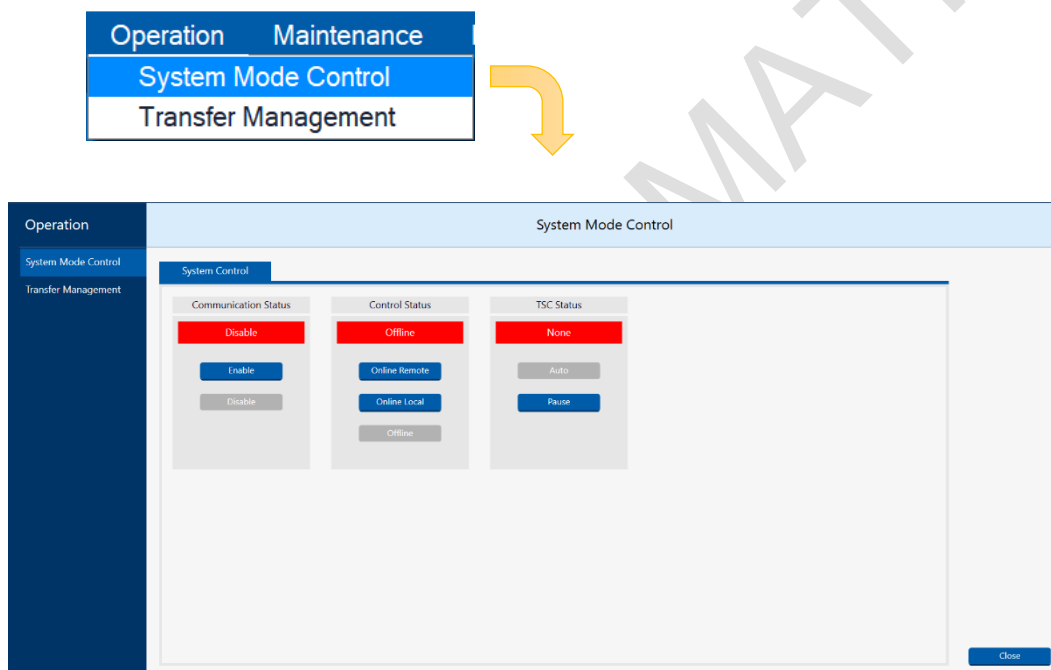 Operation Maintenance
System Mode Control
Transfer Management
Operation
System Mode Control
System Mode Control
Transfer Management
System Control
Communication Status
Disable
Enable
Disable
Control Status
Offline
Online Remote
Online Local
Offline
TSC Status
None
Auto
Pause
Close